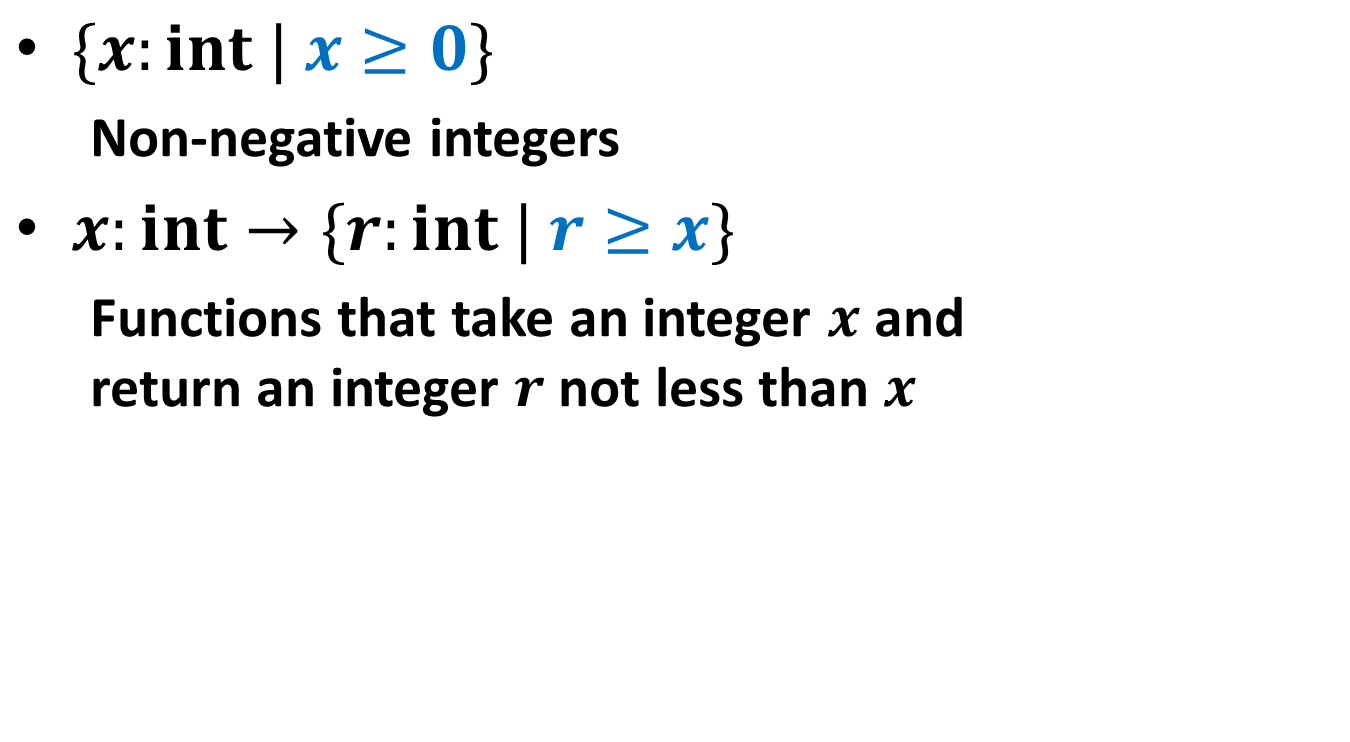 • {x: int | x ≥ 0}
Non-negative integers
• x: int → {r: int | r ≥ x}
Functions that take an integer x and
return an integer r not less than x